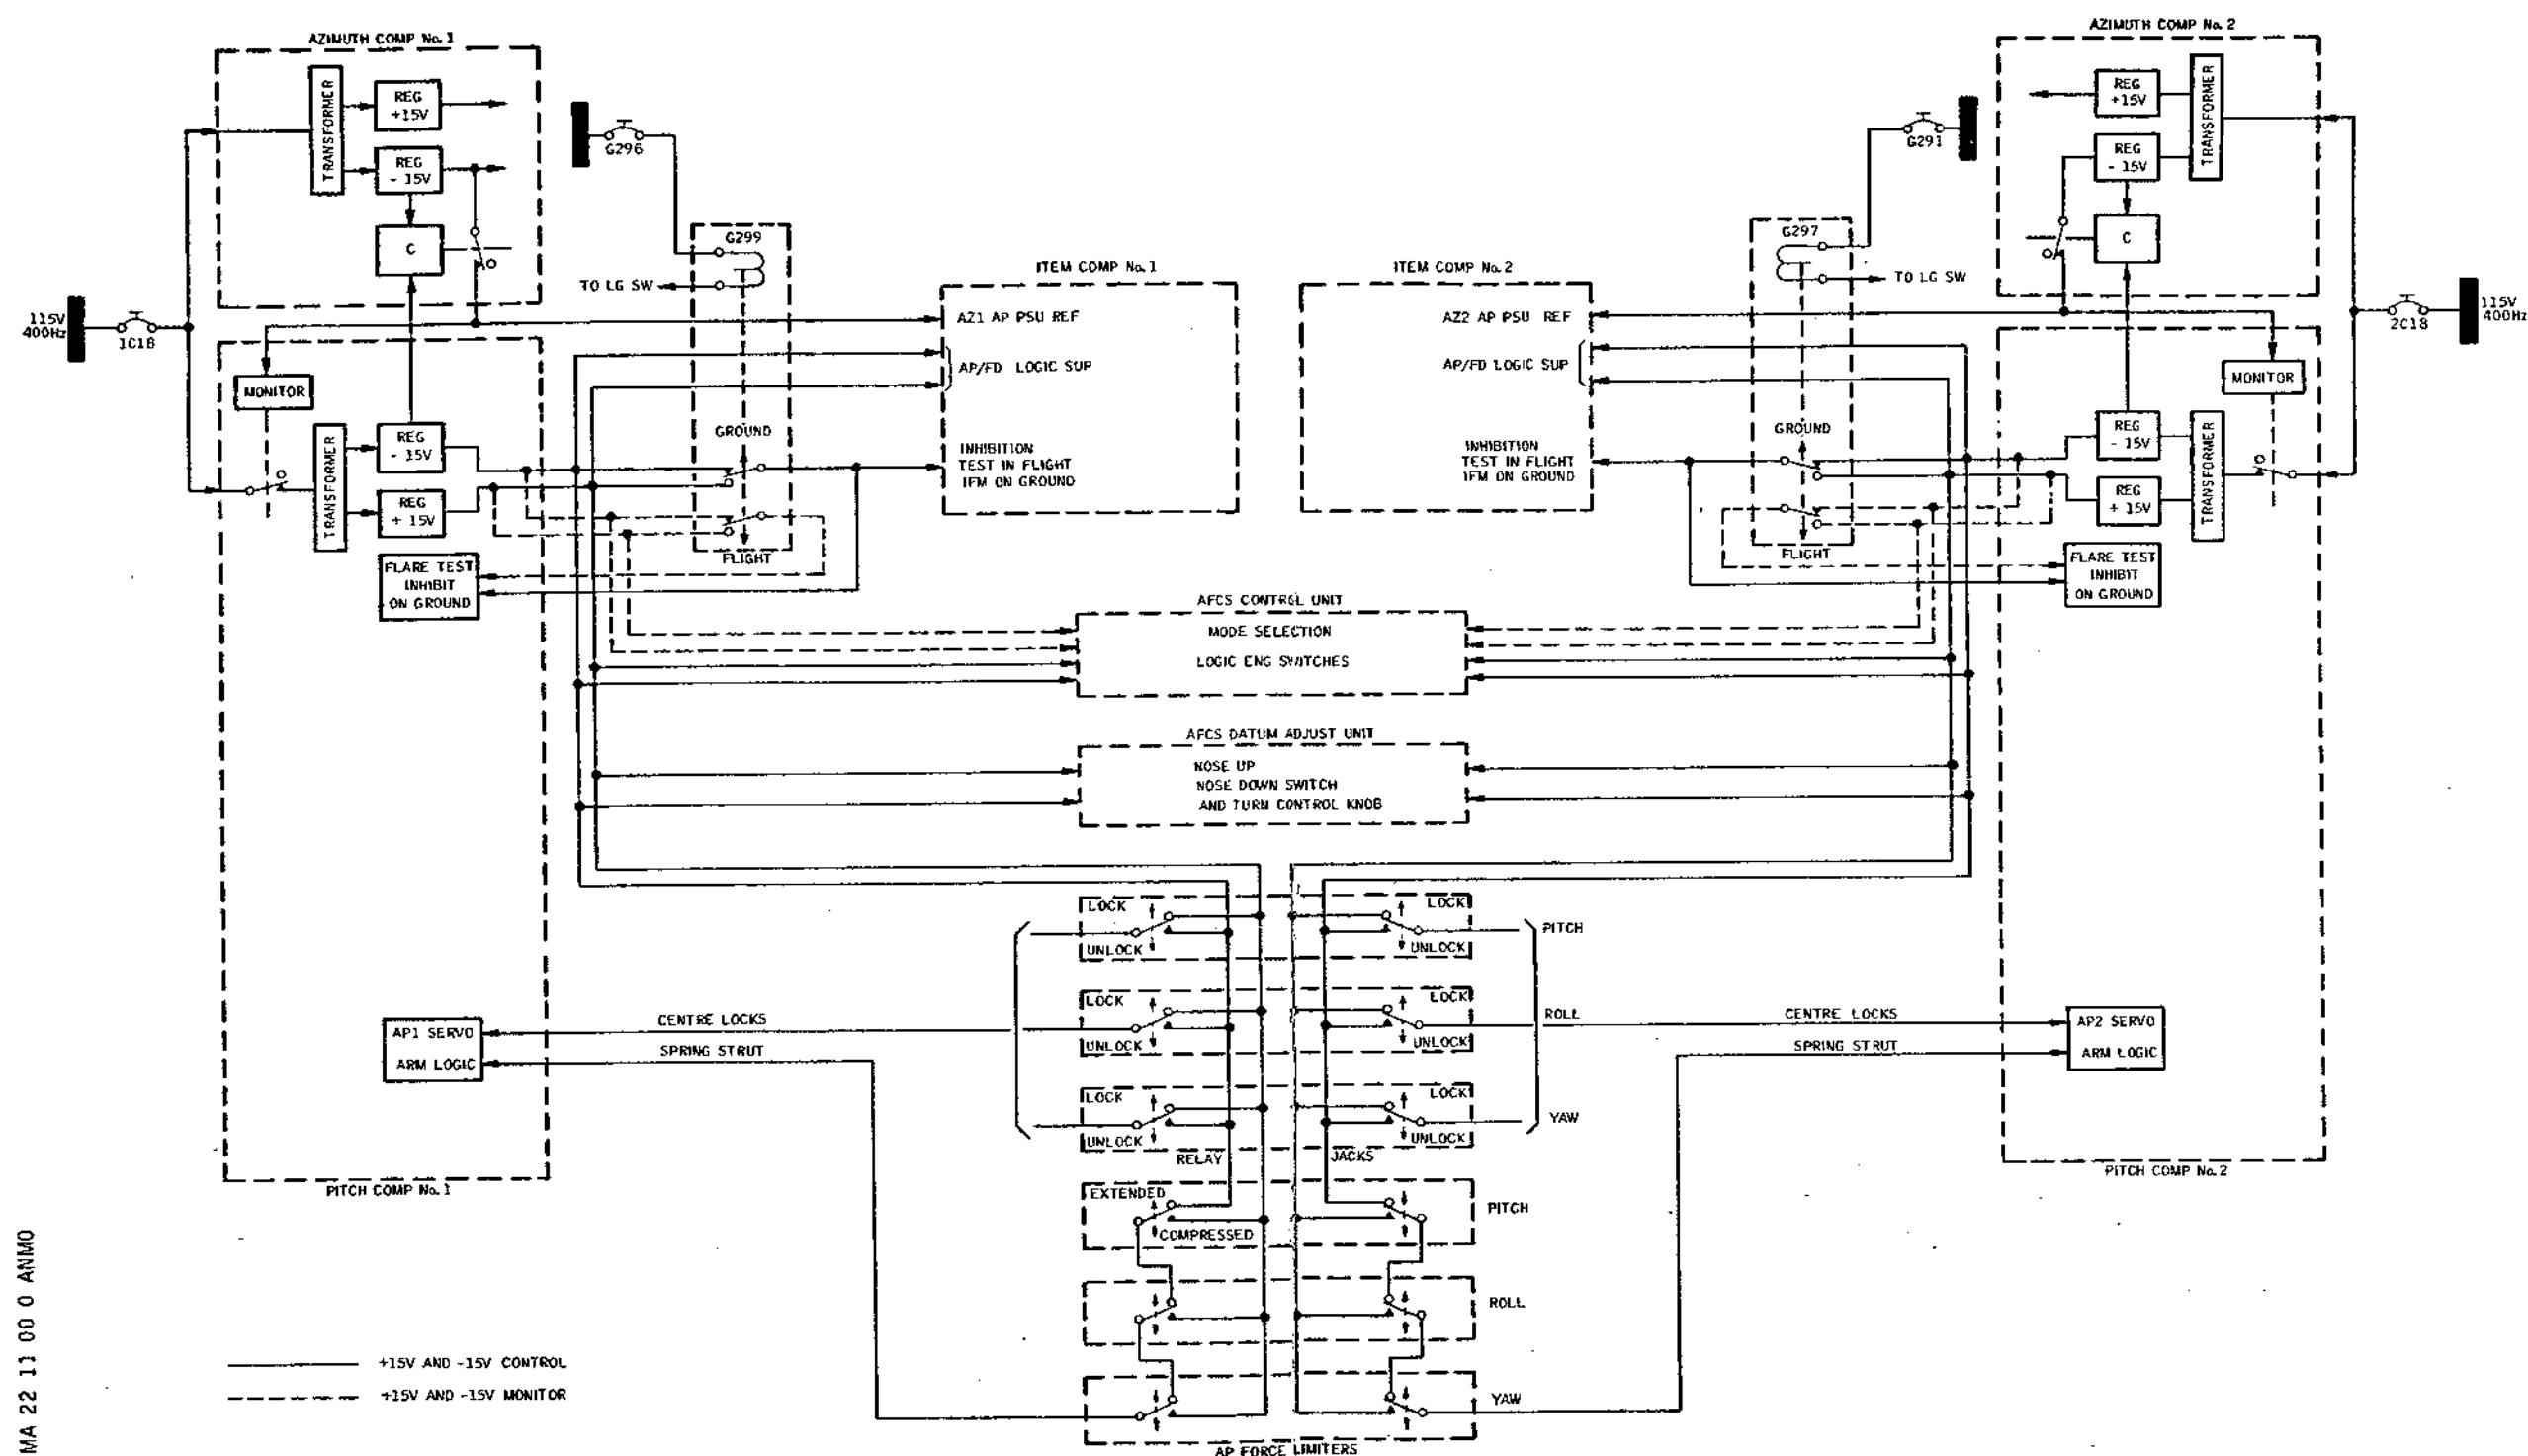 AZIMUTH COMP No.1
AZIMUTH COMP No.2
TRANSFORMER
REG
+15V
REG
- 15V
C
G296
G299
TO LG SW
115V
400Hz
1C18
MONITOR
TRANSFORMER
REG
- 15V
REG
+ 15V
FLARE TEST
INHIBIT
ON GROUND
GROUND
FLIGHT
ITEM COMP No.1
AZ1 AP PSU REF
AP/FD LOGIC SUP
INHIBITION
TEST IN FLIGHT
IFM ON GROUND
ITEM COMP No.2
AZ2 AP PSU REF
AP/FD LOGIC SUP
INHIBITION
TEST IN FLIGHT
IFM ON GROUND
G291
G297
TO LG SW
GROUND
FLIGHT
REG
+15V
REG
- 15V
TRANSFORMER
C
2C18
115V
400Hz
MONITOR
REG
- 15V
REG
+ 15V
TRANSFORMER
FLARE TEST
INHIBIT
ON GROUND
AFCS CONTROL UNIT
MODE SELECTION
LOGIC ENG SWITCHES
AFCS DATUM ADJUST UNIT
NOSE UP
NOSE DOWN SWITCH
AND TURN CONTROL KNOB
LOCK
UNLOCK
LOCK
UNLOCK
PITCH
LOCK
UNLOCK
LOCK
UNLOCK
ROLL
LOCK
UNLOCK
LOCK
UNLOCK
YAW
RELAY JACKS
AP1 SERVO
ARM LOGIC
CENTRE LOCKS
SPRING STRUT
CENTRE LOCKS
SPRING STRUT
AP2 SERVO
ARM LOGIC
PITCH COMP No.1
PITCH COMP No.2
EXTENDED
COMPRESSED
PITCH
ROLL
YAW
AP FORCE LIMITERS
+15V AND -15V CONTROL
+15V AND -15V MONITOR
MA 22 11 00 0 ANM0